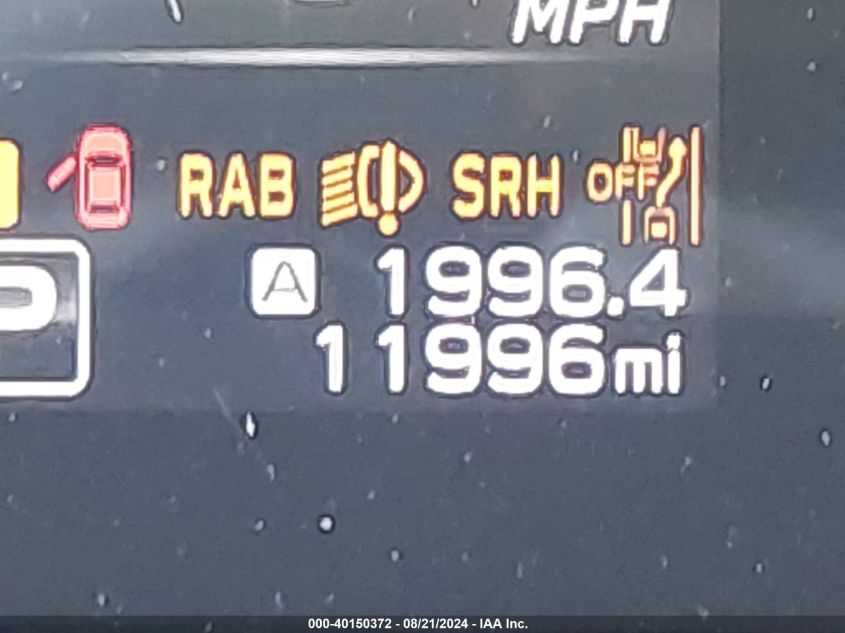 MPH
RAB SRH OFF
A 1996.4
11996mi
P
000-40150372 - 08/21/2024 - IAA Inc.